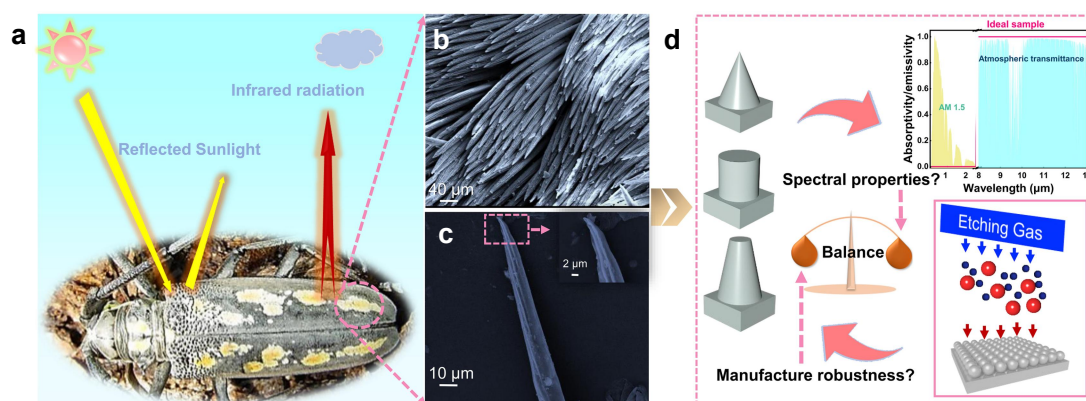 a
Infrared radiation
Reflected Sunlight
b
40 µm
c
2 µm
10 µm
d
Ideal sample
1.0
0.8
0.6
0.4
0.2
0.0
Absorptivity/emissivity
Atmospheric transmittance
AM 1.5
1 2 8 9 10 11 12 13
Wavelength (µm)
Spectral properties?
Balance
Manufacture robustness?
Etching Gas